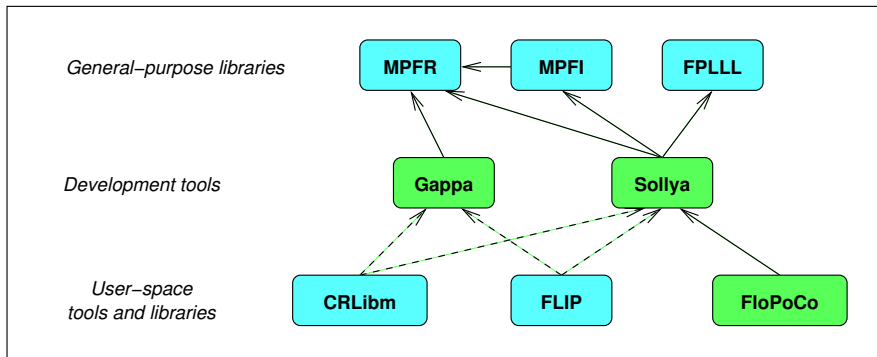 General−purpose libraries
MPFR
MPFI
FPLLL
Development tools
Gappa
Sollya
User−space
tools and libraries
CRLibm
FLIP
FloPoCo